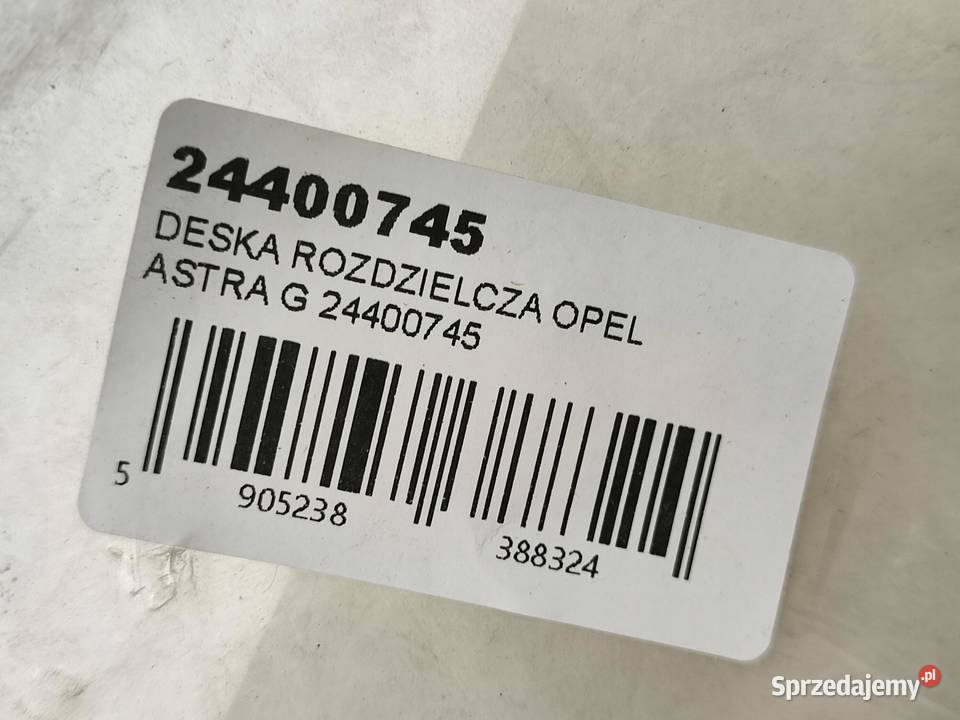 24400745
DESKA ROZDZIELCZA OPEL
ASTRA G 24400745
5 905238 388324
Sprzedajemy.pl